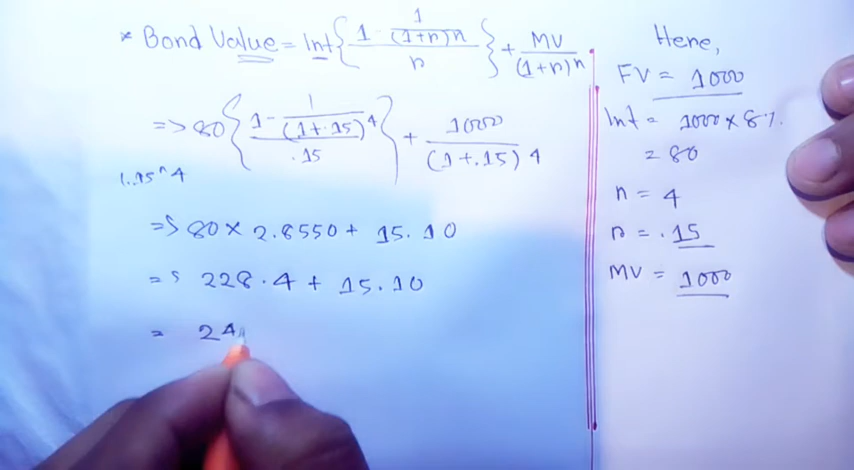 * Bond Value = Int { 1 - 1/(1+r)n / r } + MV/(1+r)n
=> 80 { 1 - 1/(1+.15)4 / .15 } + 1000/(1+.15)4
1.15^4
=> 80 × 2.8550 + 15.10
=> 228.4 + 15.10
= 24
Here,
FV = 1000
Int = 1000 × 8%.
= 80
n = 4
r = .15
MV = 1000